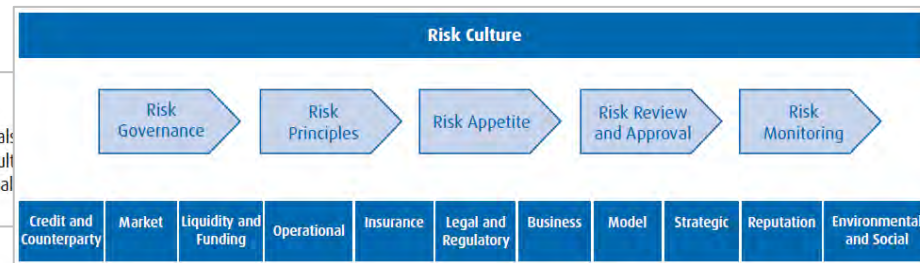 Risk Culture
Risk
Governance
Risk
Principles
Risk Appetite
Risk Review
and Approval
Risk
Monitoring
Credit and
Counterparty
Market
Liquidity and
Funding
Operational
Insurance
Legal and
Regulatory
Business
Model
Strategic
Reputation
Environmental
and Social